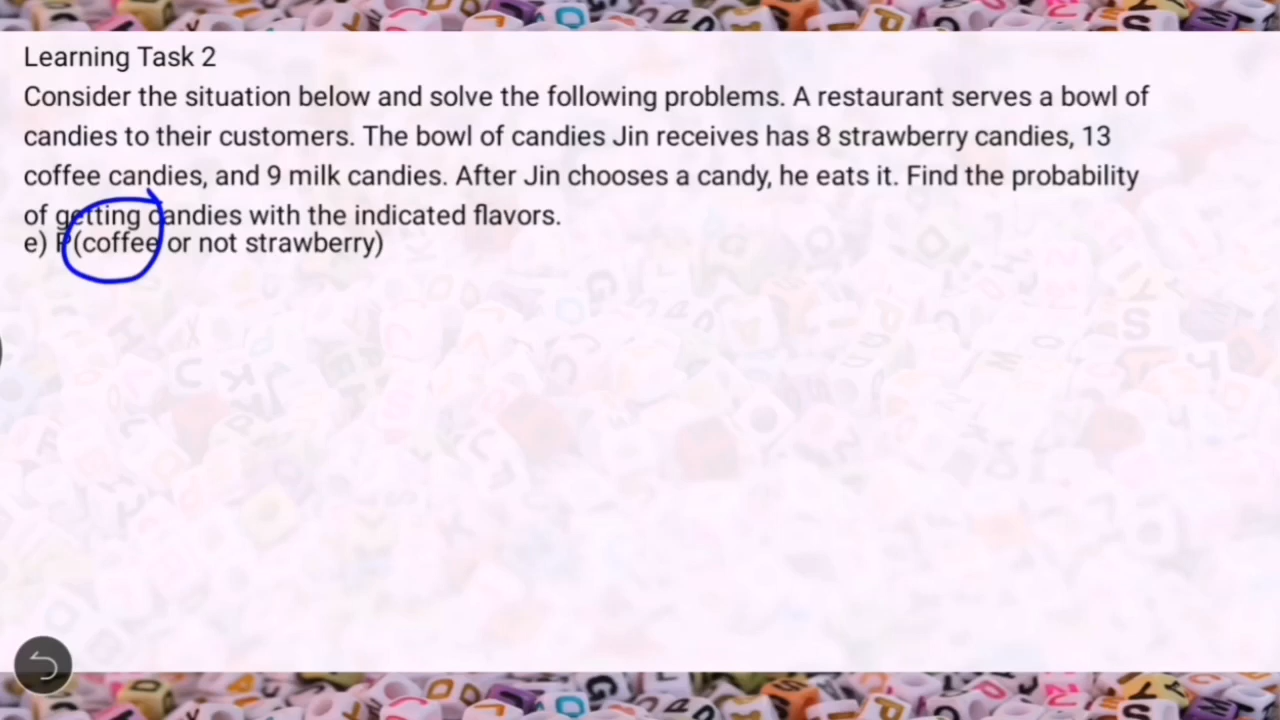 Learning Task 2
Consider the situation below and solve the following problems. A restaurant serves a bowl of
candies to their customers. The bowl of candies Jin receives has 8 strawberry candies, 13
coffee candies, and 9 milk candies. After Jin chooses a candy, he eats it. Find the probability
of getting candies with the indicated flavors.
e) P(coffee or not strawberry)